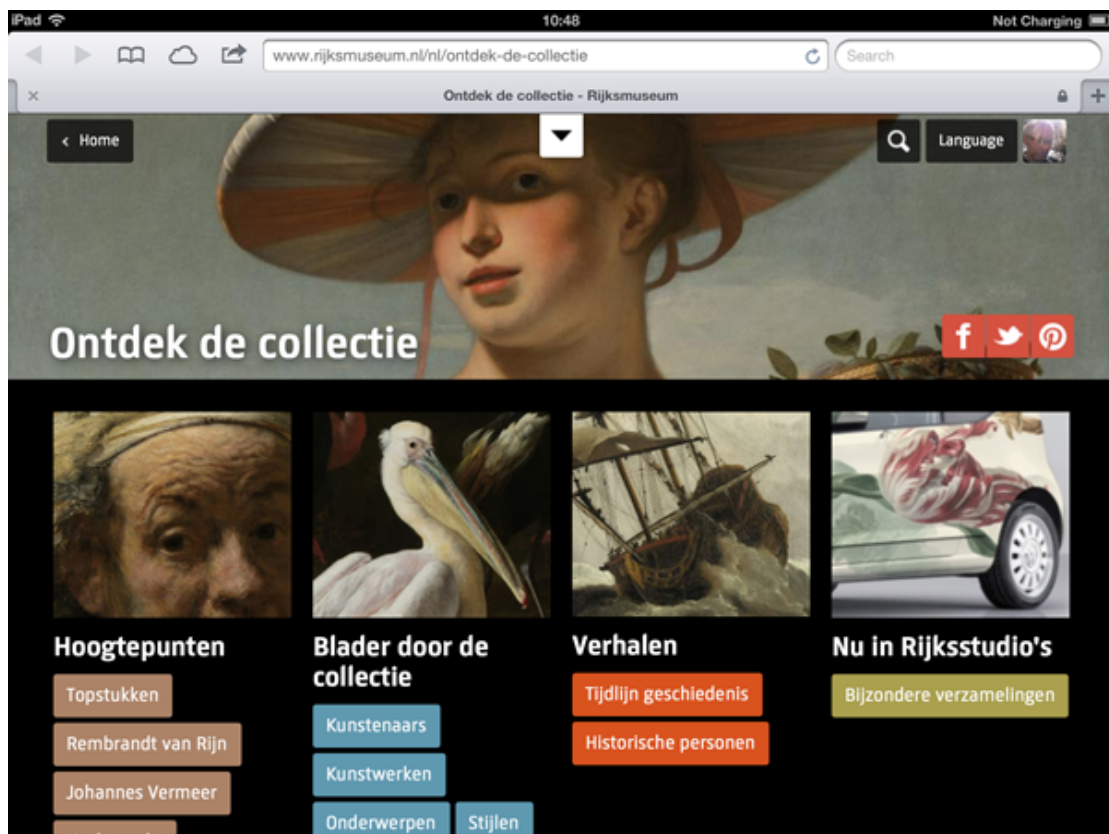 iPad 10:48 Not Charging
www.rijksmuseum.nl/nl/ontdek-de-collectie Search
Ontdek de collectie - Rijksmuseum
Home Language
Ontdek de collectie
Hoogtepunten
Topstukken
Rembrandt van Rijn
Johannes Vermeer
Blader door de
collectie
Kunstenaars
Kunstwerken
Onderwerpen Stijlen
Verhalen
Tijdlijn geschiedenis
Historische personen
Nu in Rijksstudio's
Bijzondere verzamelingen